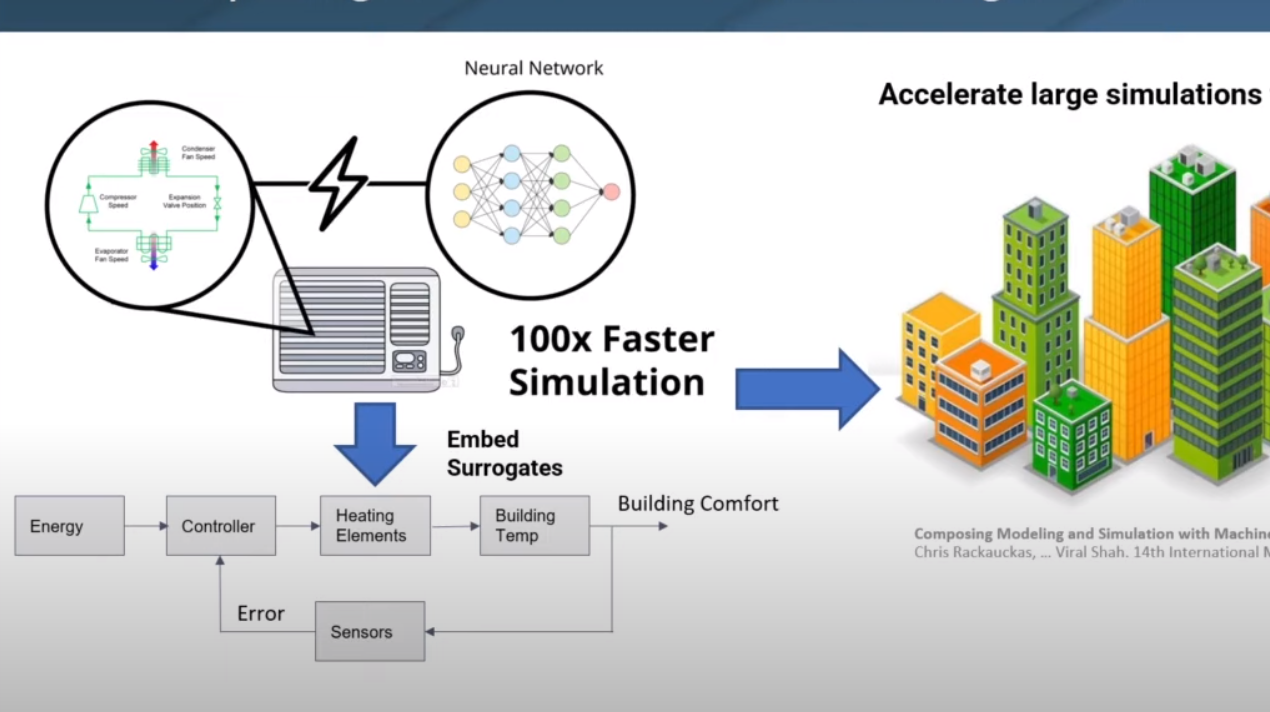 Neural Network
Accelerate large simulations
Condenser
Fan Speed
Compressor
Speed
Expansion
Valve Position
Evaporator
Fan Speed
100x Faster
Simulation
Embed
Surrogates
Building Comfort
Energy
Controller
Heating
Elements
Building
Temp
Error
Sensors
Composing Modeling and Simulation with Machine
Chris Rackauckas, ... Viral Shah. 14th International M